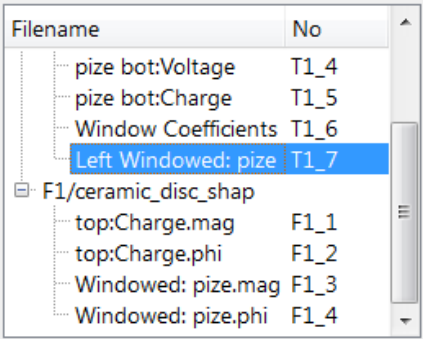 Filename No
pize bot:Voltage T1_4
pize bot:Charge T1_5
Window Coefficients T1_6
Left Windowed: pize T1_7
F1/ceramic_disc_shap
top:Charge.mag F1_1
top:Charge.phi F1_2
Windowed: pize.mag F1_3
Windowed: pize.phi F1_4